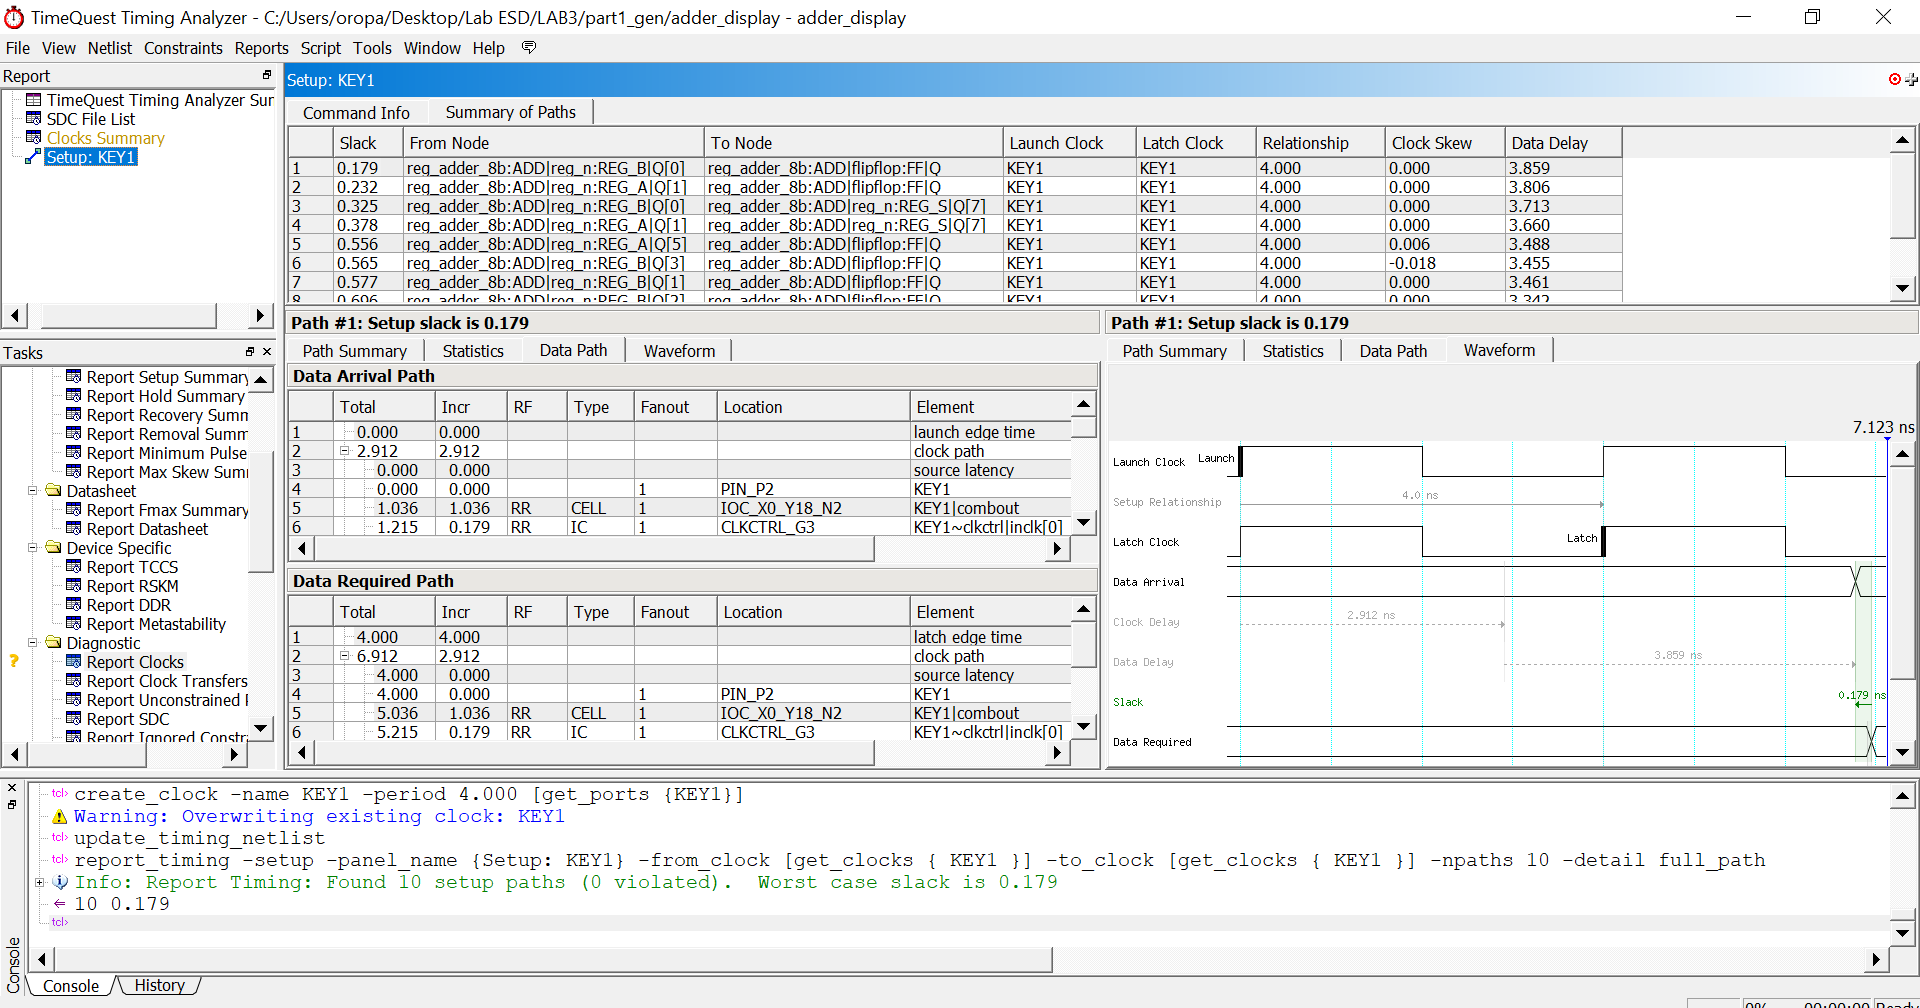 TimeQuest Timing Analyzer - C:/Users/oropa/Desktop/Lab ESD/LAB3/part1_gen/adder_display - adder_display
File View Netlist Constraints Reports Script Tools Window Help
Report
TimeQuest Timing Analyzer Sur
SDC File List
Clocks Summary
Setup: KEY1
Setup: KEY1
Command Info Summary of Paths
Slack From Node To Node Launch Clock Latch Clock Relationship Clock Skew Data Delay
1 0.179 reg_adder_8b:ADD|reg_n:REG_B|Q[0] reg_adder_8b:ADD|flipflop:FF|Q KEY1 KEY1 4.000 0.000 3.859
2 0.232 reg_adder_8b:ADD|reg_n:REG_A|Q[1] reg_adder_8b:ADD|flipflop:FF|Q KEY1 KEY1 4.000 0.000 3.806
3 0.325 reg_adder_8b:ADD|reg_n:REG_B|Q[0] reg_adder_8b:ADD|reg_n:REG_S|Q[7] KEY1 KEY1 4.000 0.000 3.713
4 0.378 reg_adder_8b:ADD|reg_n:REG_A|Q[1] reg_adder_8b:ADD|reg_n:REG_S|Q[7] KEY1 KEY1 4.000 0.000 3.660
5 0.556 reg_adder_8b:ADD|reg_n:REG_A|Q[5] reg_adder_8b:ADD|flipflop:FF|Q KEY1 KEY1 4.000 0.006 3.488
6 0.565 reg_adder_8b:ADD|reg_n:REG_B|Q[3] reg_adder_8b:ADD|flipflop:FF|Q KEY1 KEY1 4.000 -0.018 3.455
7 0.577 reg_adder_8b:ADD|reg_n:REG_B|Q[1] reg_adder_8b:ADD|flipflop:FF|Q KEY1 KEY1 4.000 0.000 3.461
8 0.696 reg_adder_8b:ADD|reg_n:REG_B|Q[2] reg_adder_8b:ADD|flipflop:FF|Q KEY1 KEY1 4.000 0.000 3.342
Tasks
Report Setup Summary
Report Hold Summary
Report Recovery Summ
Report Removal Summ
Report Minimum Pulse
Report Max Skew Sum
Datasheet
Report Fmax Summary
Report Datasheet
Device Specific
Report TCCS
Report RSKM
Report DDR
Report Metastability
Diagnostic
Report Clocks
Report Clock Transfers
Report Unconstrained
Report SDC
Report Ignored Constr
Path #1: Setup slack is 0.179
Path Summary Statistics Data Path Waveform
Data Arrival Path
Total Incr RF Type Fanout Location Element
1 0.000 0.000 launch edge time
2 2.912 2.912 clock path
3 0.000 0.000 source latency
4 0.000 0.000 1 PIN_P2 KEY1
5 1.036 1.036 RR CELL 1 IOC_X0_Y18_N2 KEY1|combout
6 1.215 0.179 RR IC 1 CLKCTRL_G3 KEY1~clkctrl|inclk[0]
Data Required Path
Total Incr RF Type Fanout Location Element
1 4.000 4.000 latch edge time
2 6.912 2.912 clock path
3 4.000 0.000 source latency
4 4.000 0.000 1 PIN_P2 KEY1
5 5.036 1.036 RR CELL 1 IOC_X0_Y18_N2 KEY1|combout
6 5.215 0.179 RR IC 1 CLKCTRL_G3 KEY1~clkctrl|inclk[0]
Path #1: Setup slack is 0.179
Path Summary Statistics Data Path Waveform
7.123 ns
Launch Clock Launch
Setup Relationship 4.0 ns
Latch Clock Latch
Data Arrival
Clock Delay 2.912 ns
Data Delay 3.859 ns
Slack 0.179 ns
Data Required
tcl> create_clock -name KEY1 -period 4.000 [get_ports {KEY1}]
Warning: Overwriting existing clock: KEY1
tcl> update_timing_netlist
tcl> report_timing -setup -panel_name {Setup: KEY1} -from_clock [get_clocks { KEY1 }] -to_clock [get_clocks { KEY1 }] -npaths 10 -detail full_path
Info: Report Timing: Found 10 setup paths (0 violated). Worst case slack is 0.179
10 0.179
tcl>
Console
Console History
0% 00:00:00 Ready